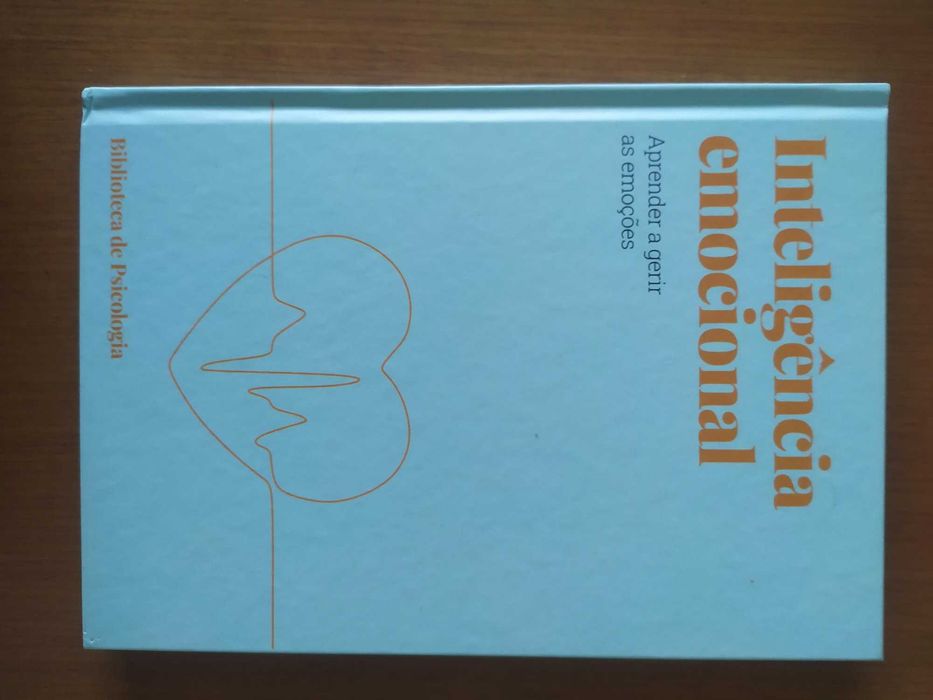 Inteligência
emocional
Aprender a gerir
as emoções
Biblioteca de Psicologia